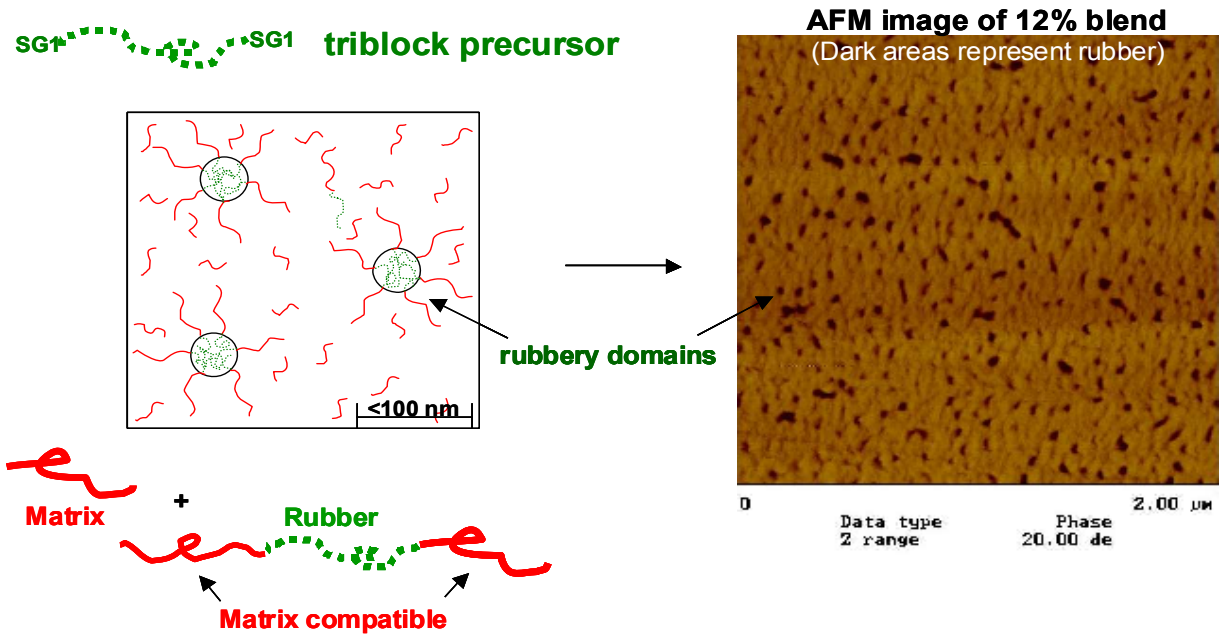 SG1
SG1
triblock precursor
AFM image of 12% blend
(Dark areas represent rubber)
<100 nm
rubbery domains
Matrix
+
Rubber
Matrix compatible
0
2.00 µm
Data type
Phase
Z range
20.00 de